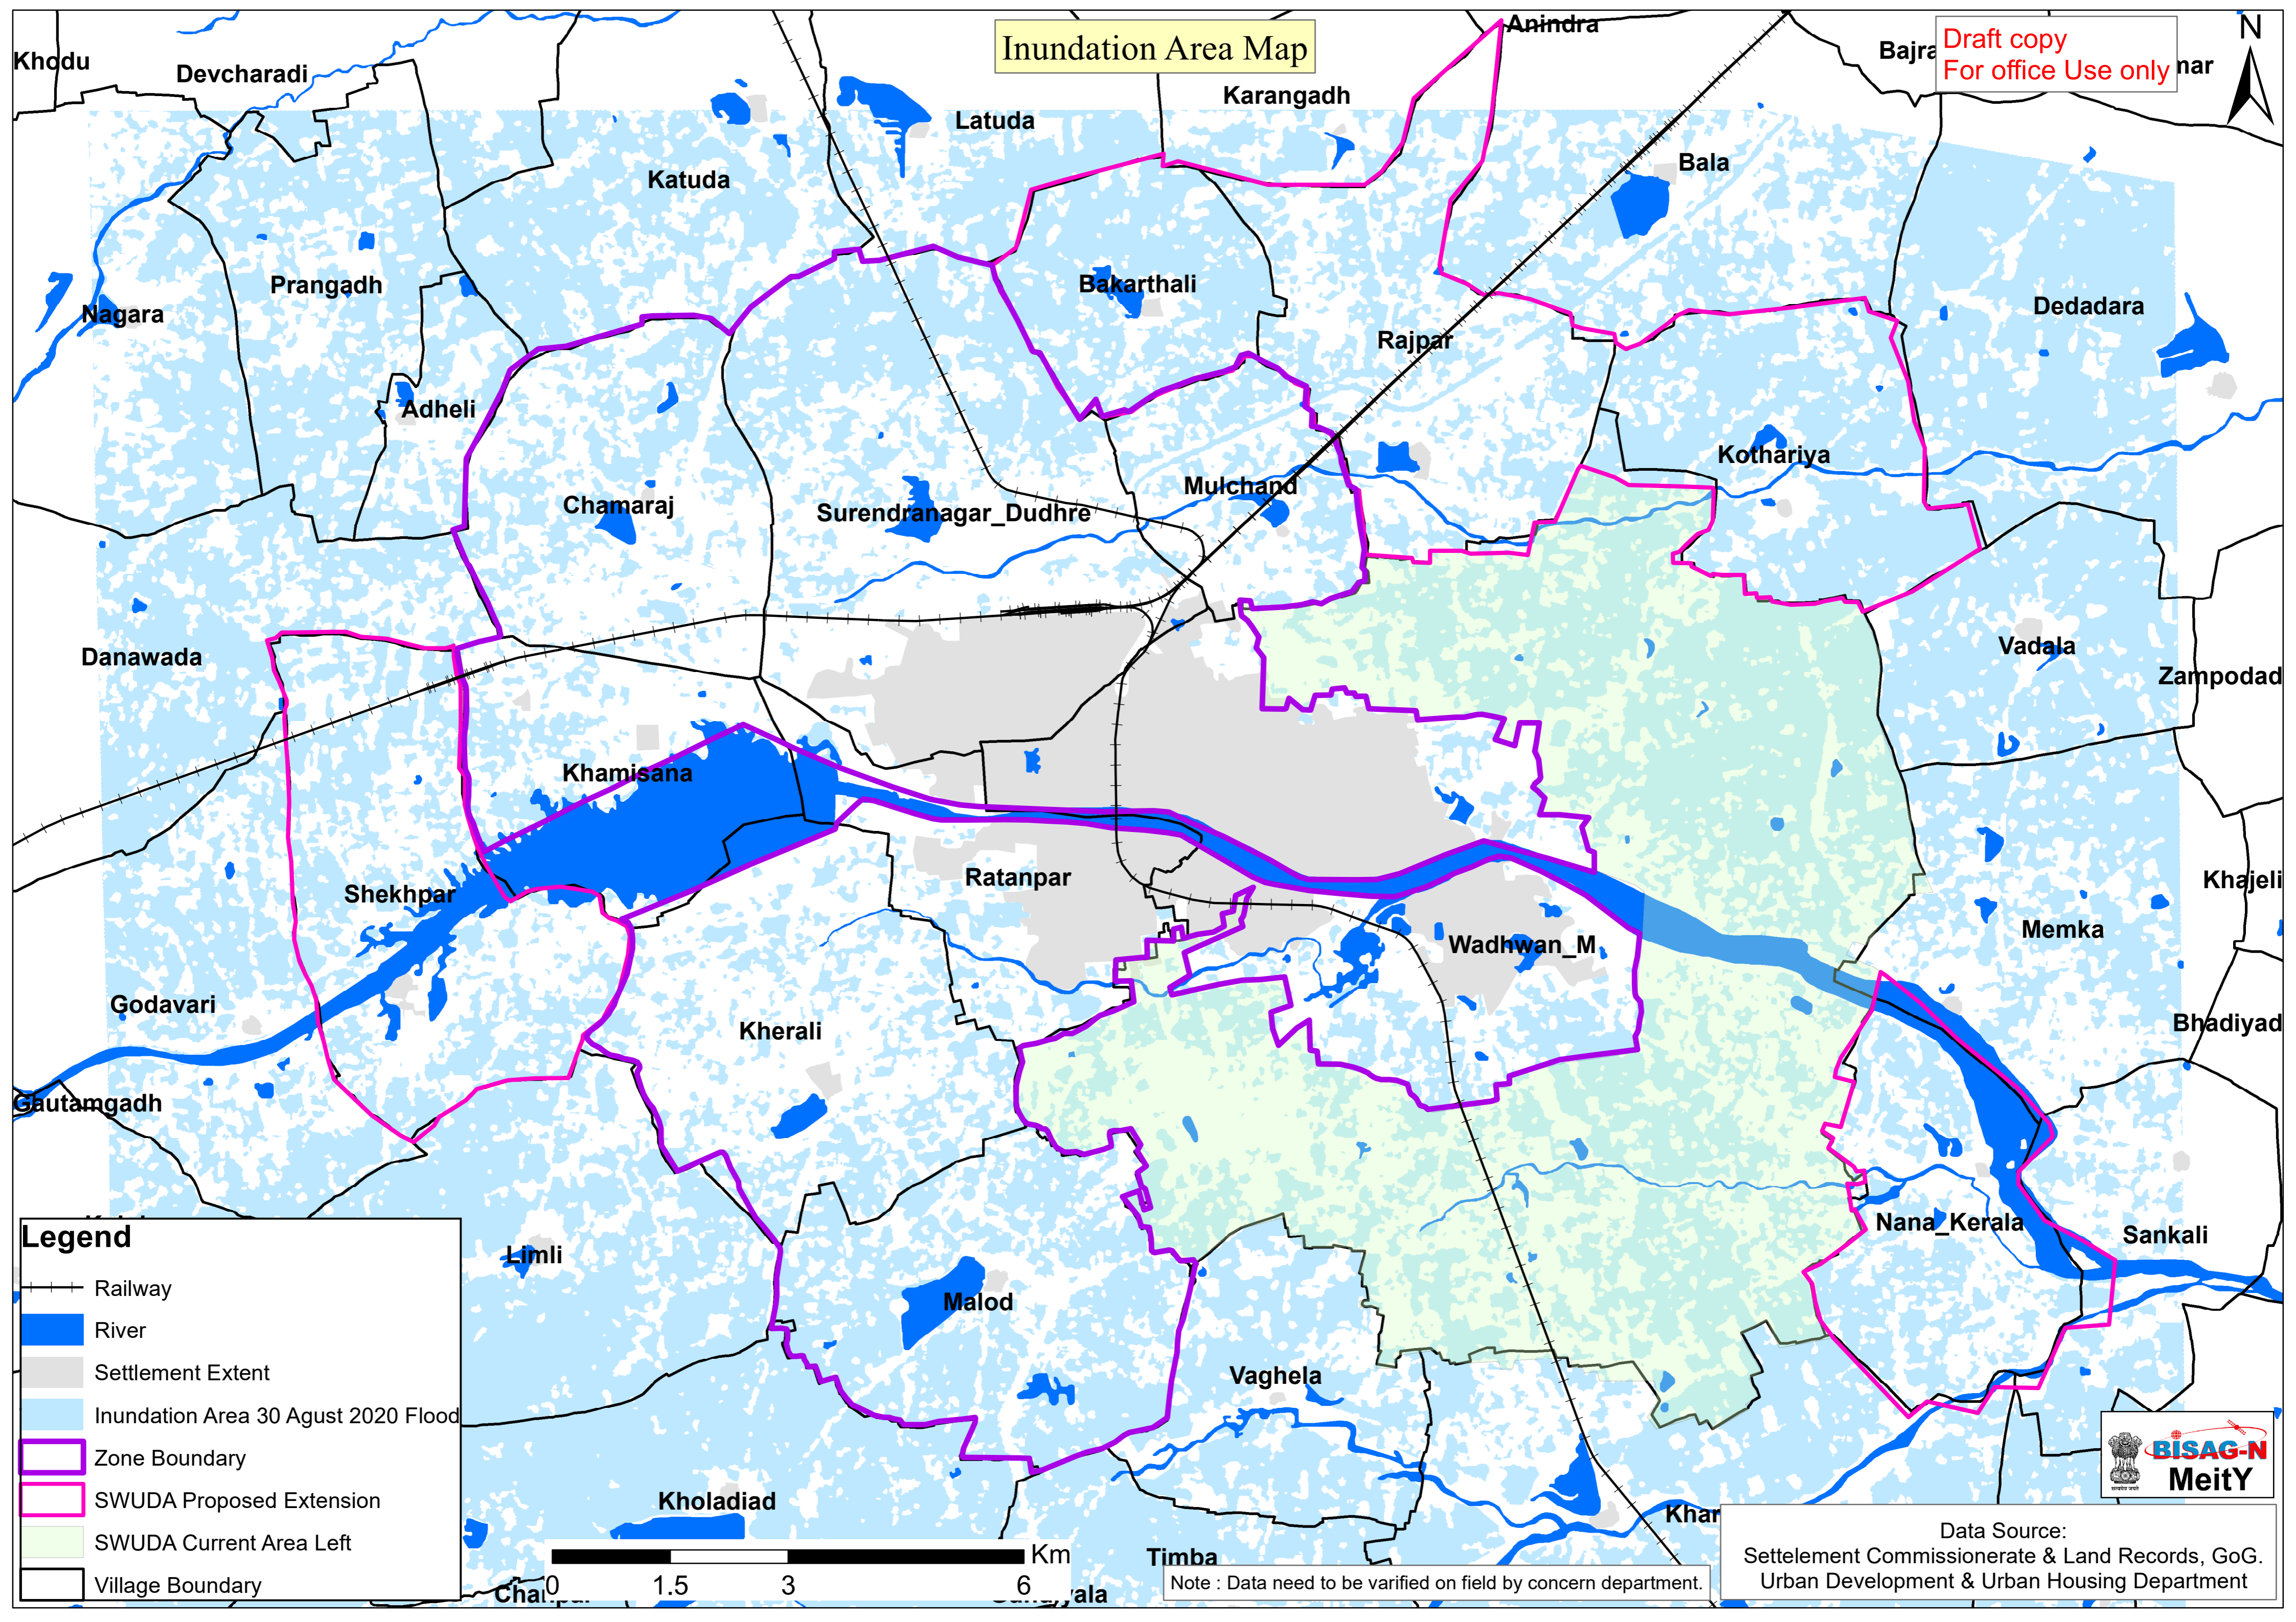 Inundation Area Map
Draft copy
For office Use only
N
Anindra
Khodu
Devcharadi
Karangadh
Latuda
Katuda
Bala
Prangadh
Nagara
Bakarthali
Dedadara
Rajpar
Adheli
Kothariya
Chamaraj
Surendranagar_Dudhre
Mulchand
Danawada
Vadala
Zampodad
Khamisana
Shekhpar
Ratanpar
Khajeli
Memka
Wadhwan_M
Godavari
Kherali
Bhadiyad
Gautamgadh
Nana_Kerala
Sankali
Limli
Malod
Vaghela
Kholadiad
Timba
Legend
Railway
River
Settlement Extent
Inundation Area 30 Agust 2020 Flood
Zone Boundary
SWUDA Proposed Extension
SWUDA Current Area Left
Village Boundary
0 1.5 3 6 Km
Note : Data need to be varified on field by concern department.
BISAG-N
MeitY
Data Source:
Settelement Commissionerate & Land Records, GoG.
Urban Development & Urban Housing Department